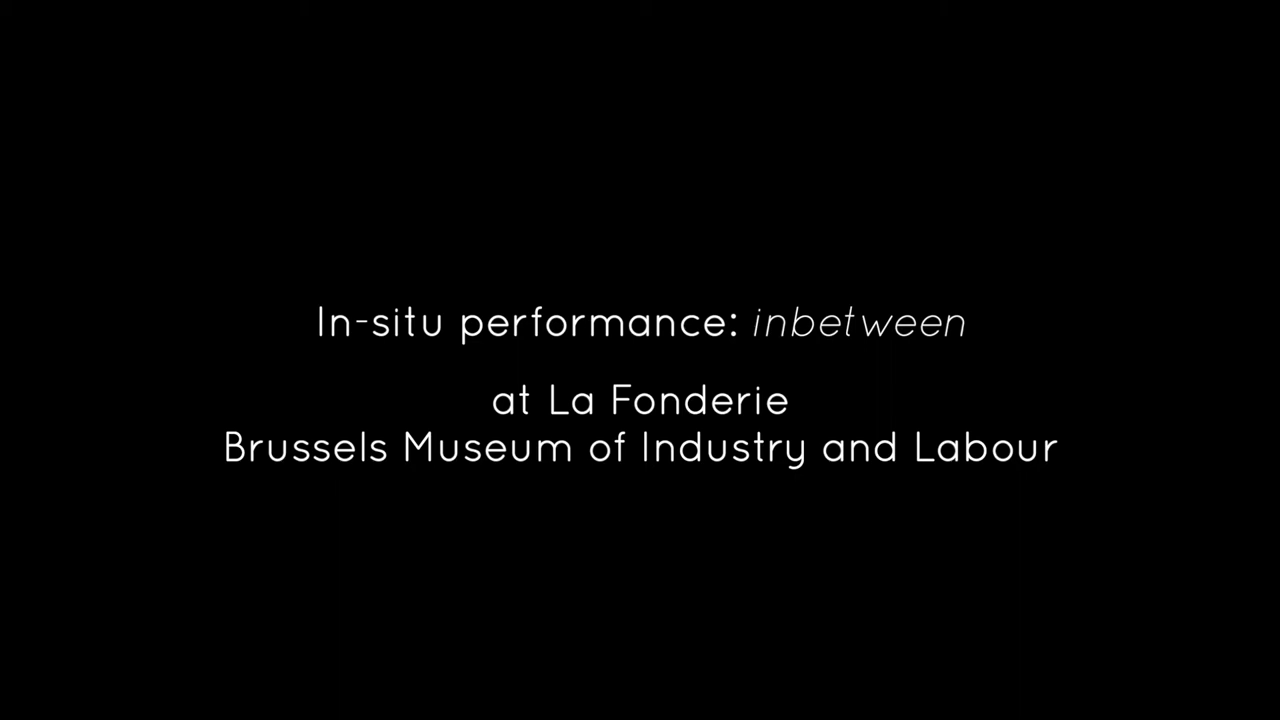 In-situ performance: inbetween
at La Fonderie
Brussels Museum of Industry and Labour